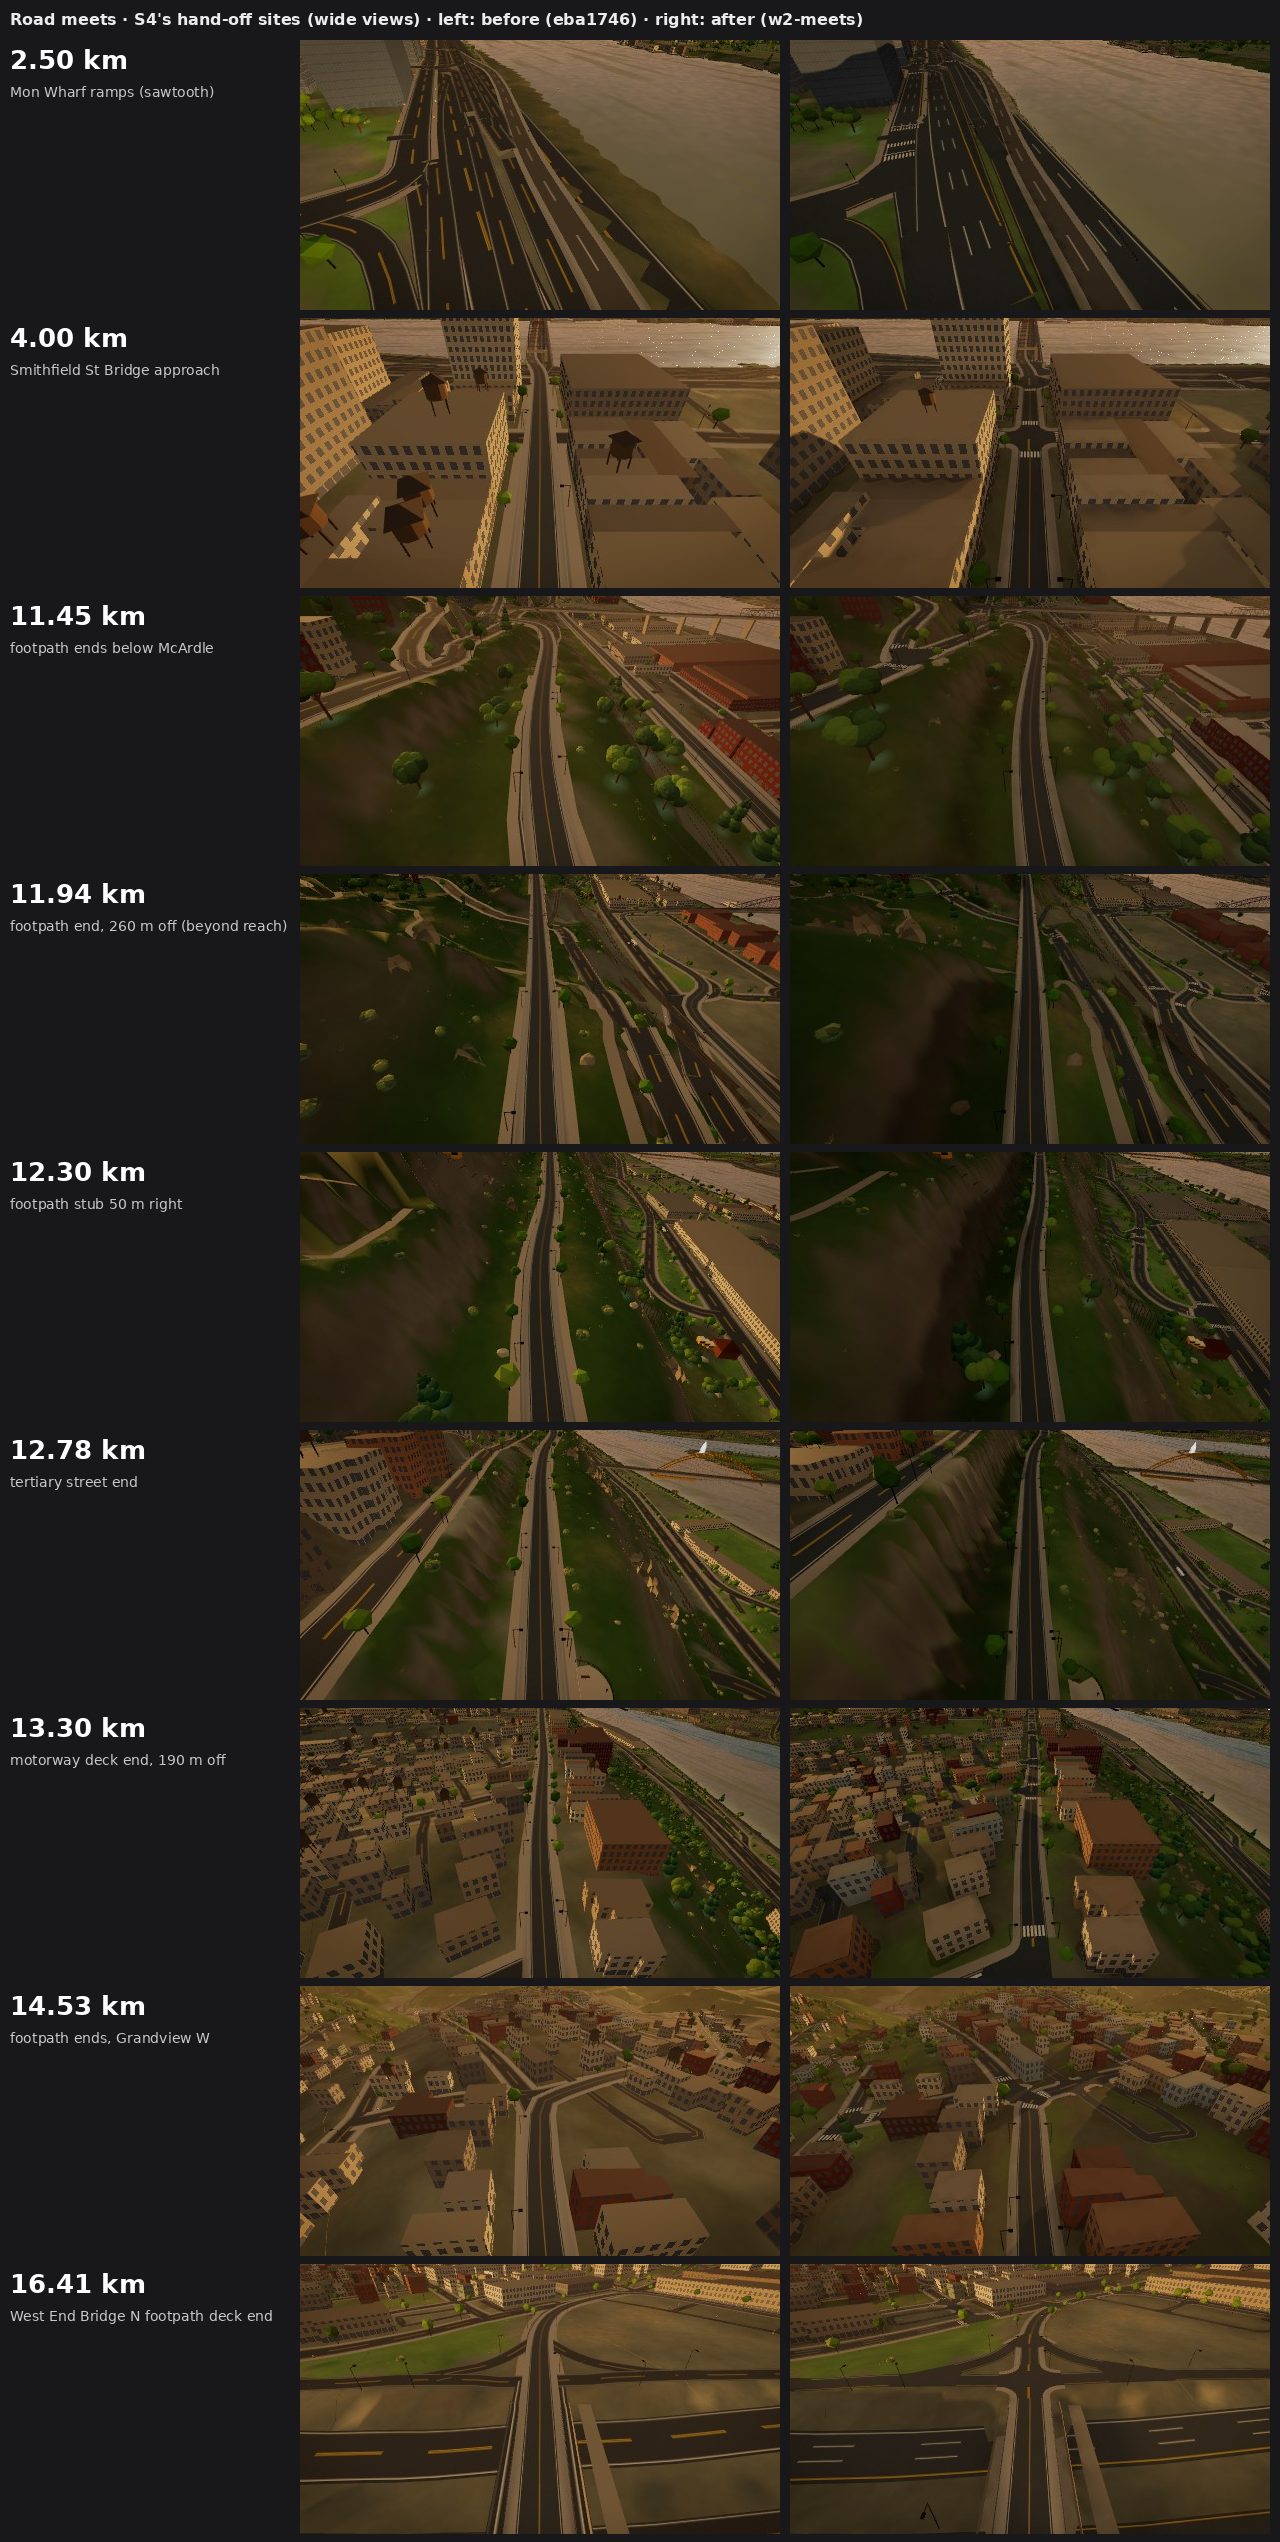 Road meets · S4's hand-off sites (wide views) · left: before (eba1746) · right: after (w2-meets)
2.50 km
Mon Wharf ramps (sawtooth)
4.00 km
Smithfield St Bridge approach
11.45 km
footpath ends below McArdle
11.94 km
footpath end, 260 m off (beyond reach)
12.30 km
footpath stub 50 m right
12.78 km
tertiary street end
13.30 km
motorway deck end, 190 m off
14.53 km
footpath ends, Grandview W
16.41 km
West End Bridge N footpath deck end